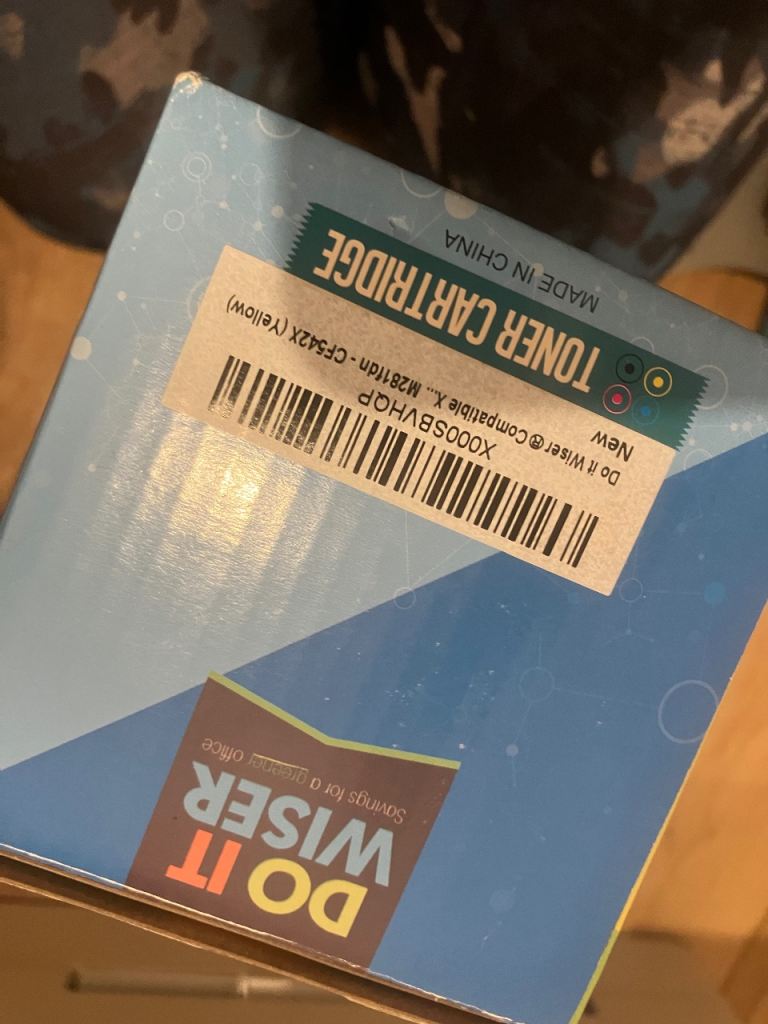 DO IT
WISER
Savings for a greener office
X000SBVHQP
Do it Wiser ® Compatible X... M281fdn - CF542X (Yellow)
New
TONER CARTRIDGE
MADE IN CHINA